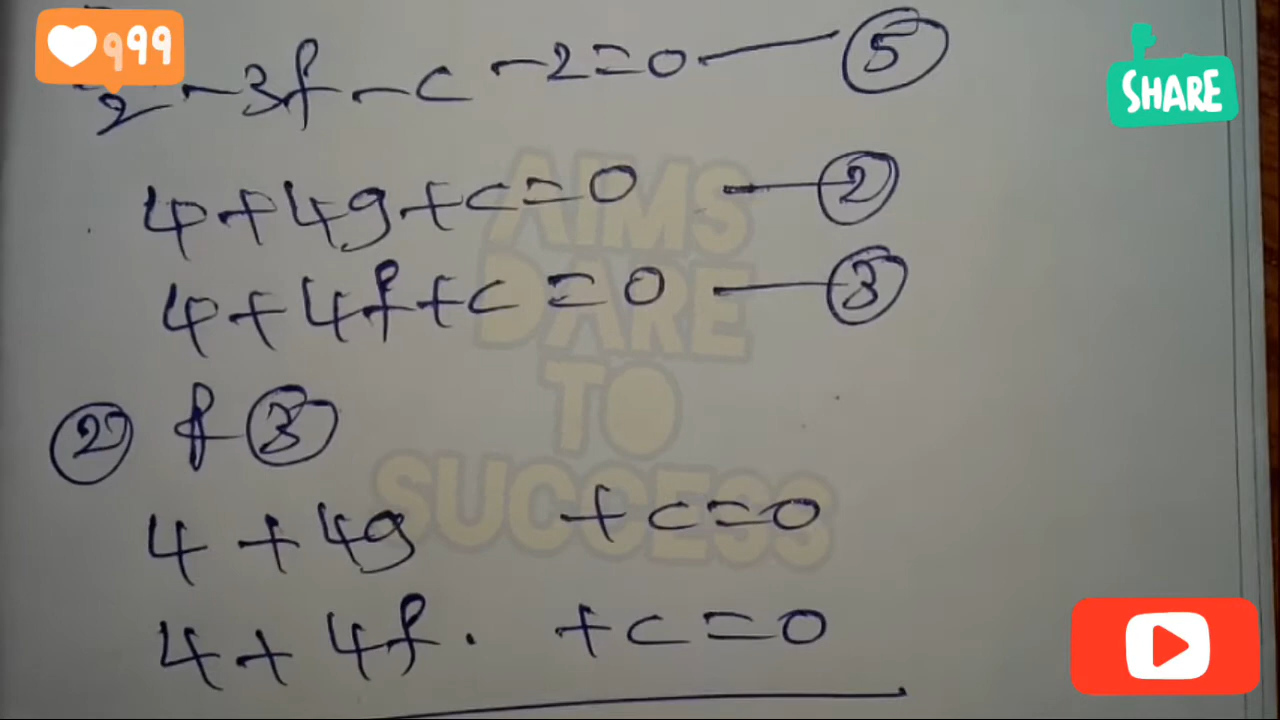 999
2 - 3f - c - 2 = 0 — 5
SHARE
4 + 4g + c = 0 — 2
4 + 4f + c = 0 — 3
AIMS
DARE
TO
SUCCESS
2 & 3
4 + 4g + c = 0
4 + 4f . + c = 0